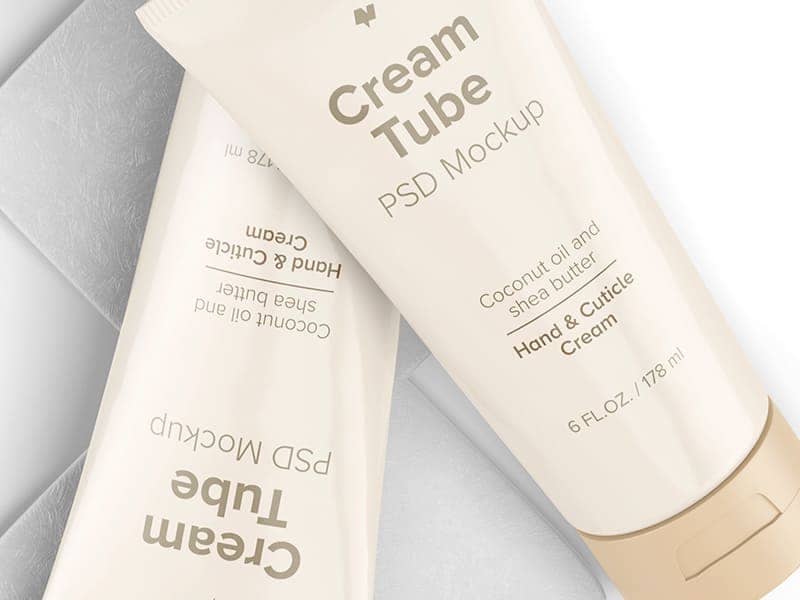 Cream
Tube
PSD Mockup
Coconut oil and
shea butter
Hand & Cuticle
Cream
6 FL.OZ. / 178 ml
Cream
Tube
PSD Mockup
Coconut oil and
shea butter
Hand & Cuticle
Cream
/ 178 ml